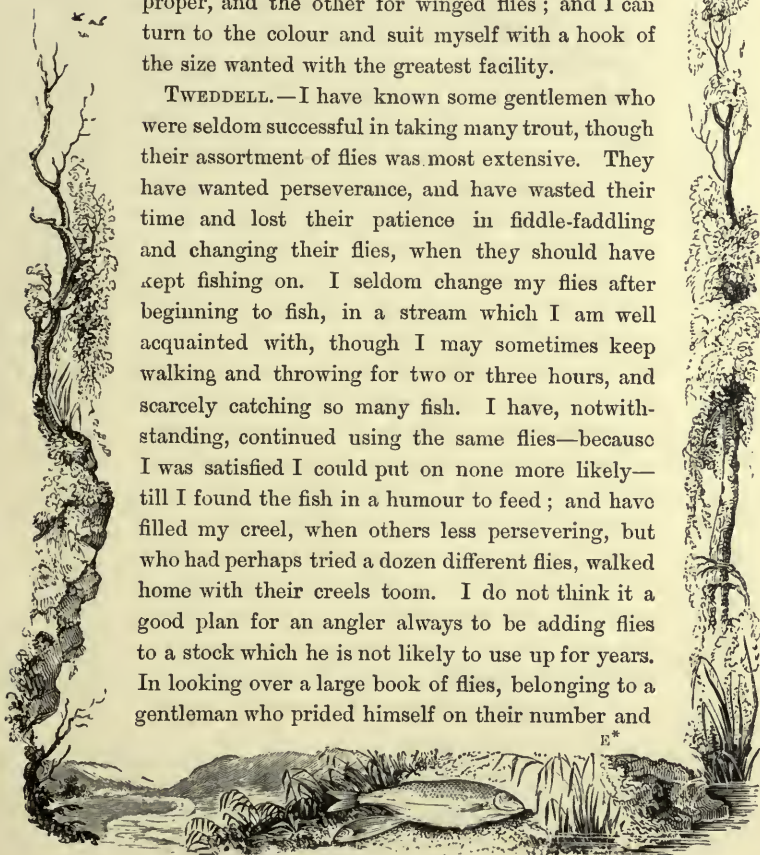 proper, and the other for winged flies; and I can
turn to the colour and suit myself with a hook of
the size wanted with the greatest facility.
TWEDDELL.—I have known some gentlemen who
were seldom successful in taking many trout, though
their assortment of flies was most extensive. They
have wanted perseverance, and have wasted their
time and lost their patience in fiddle-faddling
and changing their flies, when they should have
kept fishing on. I seldom change my flies after
beginning to fish, in a stream which I am well
acquainted with, though I may sometimes keep
walking and throwing for two or three hours, and
scarcely catching so many fish. I have, notwith-
standing, continued using the same flies—because
I was satisfied I could put on none more likely—
till I found the fish in a humour to feed; and have
filled my creel, when others less persevering, but
who had perhaps tried a dozen different flies, walked
home with their creels toom. I do not think it a
good plan for an angler always to be adding flies
to a stock which he is not likely to use up for years.
In looking over a large book of flies, belonging to a
gentleman who prided himself on their number and
E*